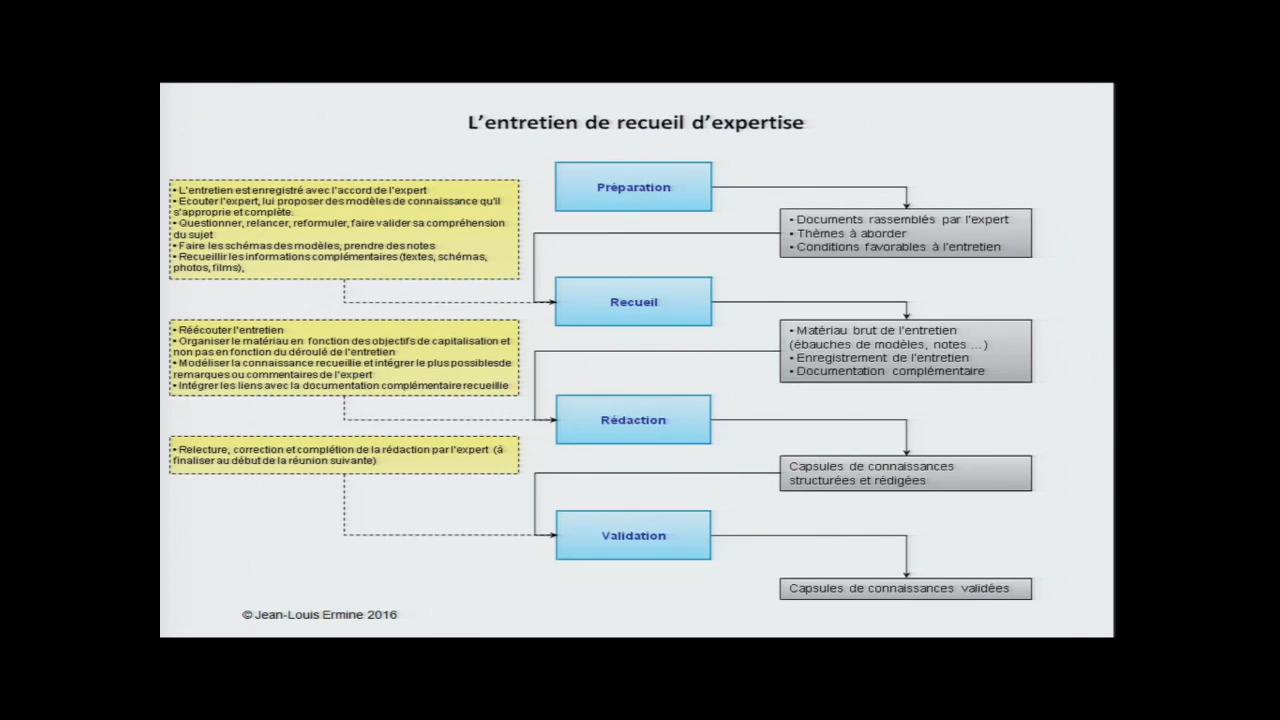 L'entretien de recueil d'expertise
Préparation
• L'entretien est enregistré avec l'accord de l'expert
• Ecouter l'expert, lui proposer des modèles de connaissance qu'il
s'approprie et complète.
• Questionner, relancer, reformuler, faire valider sa compréhension
du sujet
• Faire les schémas des modèles, prendre des notes
• Recueillir les informations complémentaires (textes, schémas,
photos, films),
• Documents rassemblés par l'expert
• Thèmes à aborder
• Conditions favorables à l'entretien
Recueil
• Réécouter l'entretien
• Organiser le matériau en fonction des objectifs de capitalisation et
non pas en fonction du déroulé de l'entretien
• Modéliser la connaissance recueillie et intégrer le plus possiblesde
remarques ou commentaires de l'expert
• Intégrer les liens avec la documentation complémentaire recueillie
• Matériau brut de l'entretien
(ébauches de modèles, notes ...)
• Enregistrement de l'entretien
• Documentation complémentaire
Rédaction
• Relecture, correction et complétion de la rédaction par l'expert (à
finaliser au début de la réunion suivante)
Capsules de connaissances
structurées et rédigées
Validation
Capsules de connaissances validées
© Jean-Louis Ermine 2016